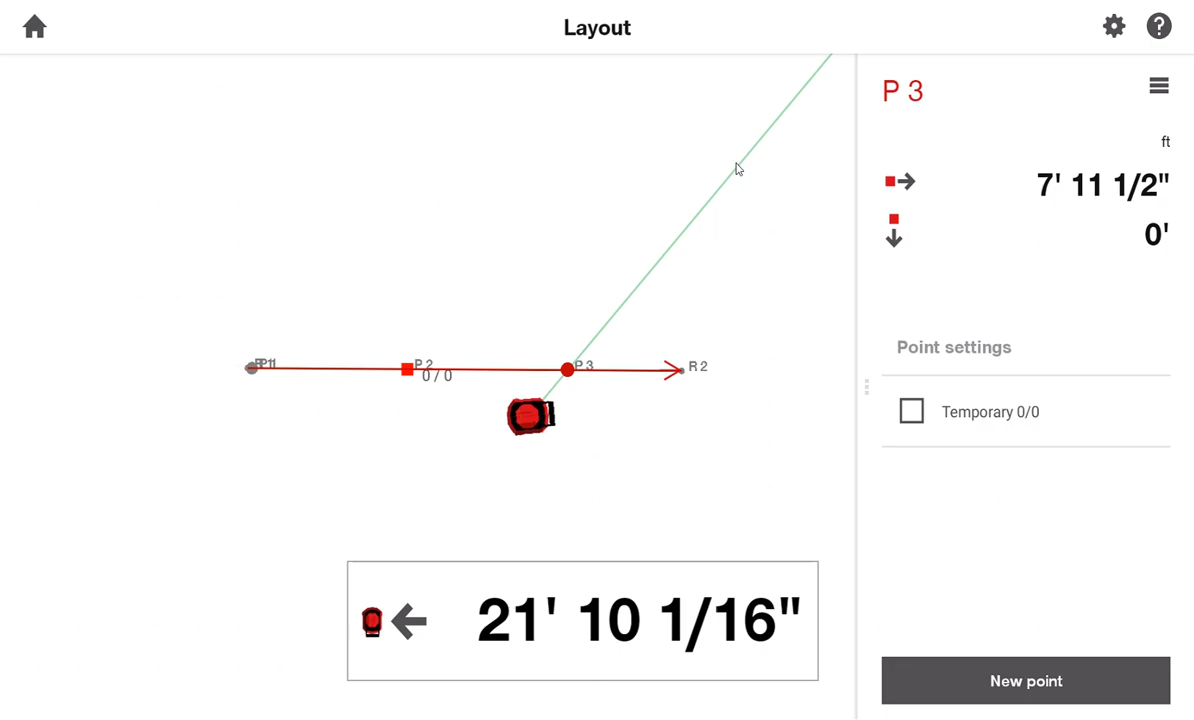 Layout
P 3
ft
7' 11 1/2"
0'
P 2
P 3
R 2
0 / 0
Point settings
Temporary 0/0
21' 10 1/16"
New point